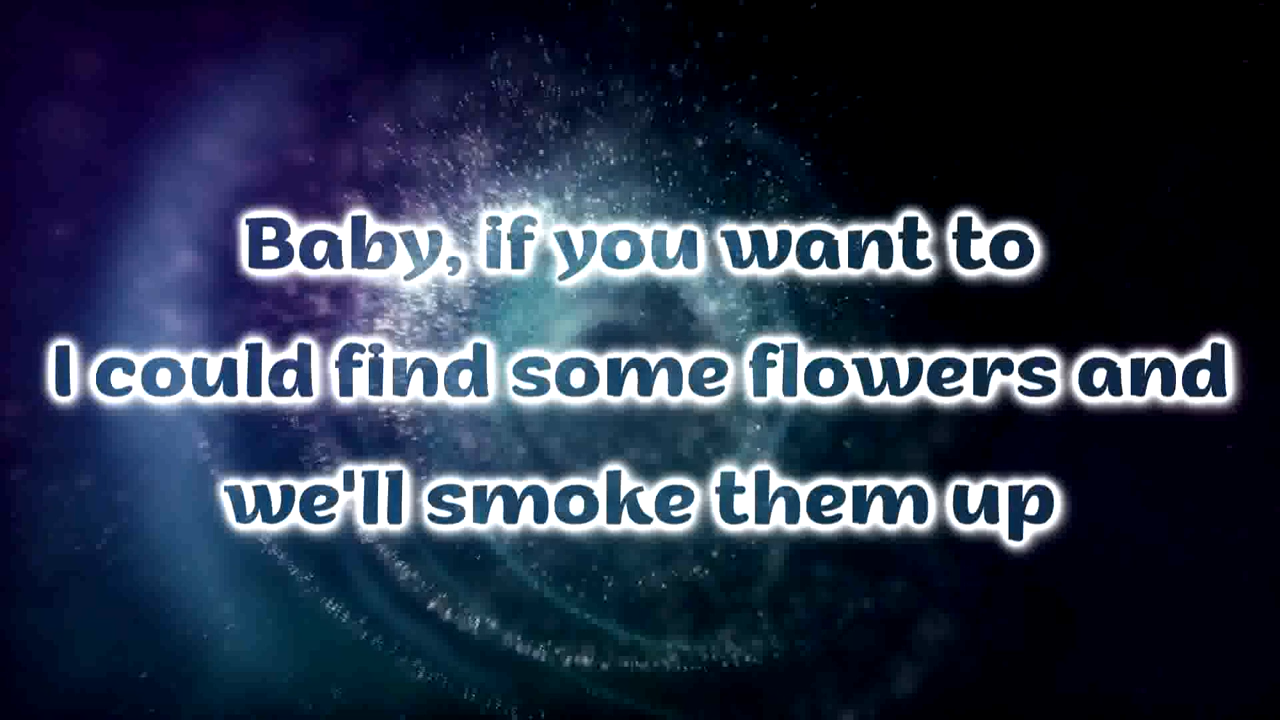 Baby, if you want to
I could find some flowers and
we'll smoke them up